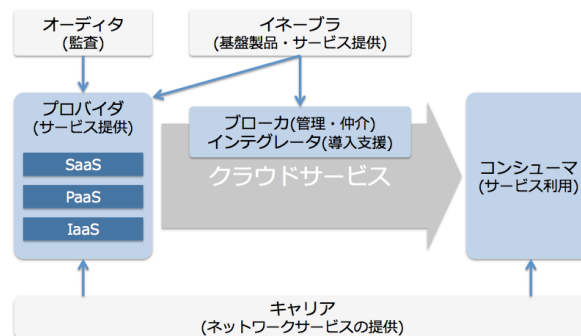 オーディタ
(監査)
イネーブラ
(基盤製品・サービス提供)
プロバイダ
(サービス提供)
SaaS
PaaS
IaaS
ブローカ(管理・仲介)
インテグレータ(導入支援)
クラウドサービス
コンシューマ
(サービス利用)
キャリア
(ネットワークサービスの提供)